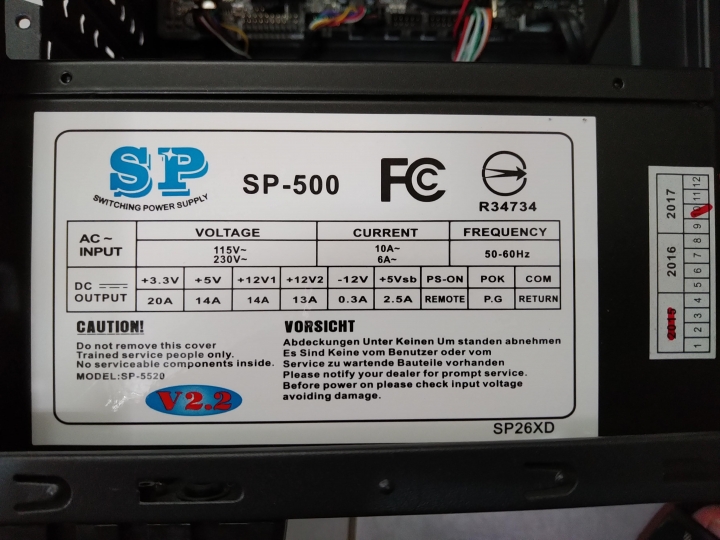 SP
SWITCHING POWER SUPPLY
SP-500
FCC
R34734
AC~ INPUT
VOLTAGE
CURRENT
FREQUENCY
115V~
230V~
10A~
6A~
50-60Hz
DC OUTPUT
+3.3V +5V +12V1 +12V2 -12V +5Vsb PS-ON POK COM
20A 14A 14A 13A 0.3A 2.5A REMOTE P.G RETURN
CAUTION!
Do not remove this cover
Trained service people only.
No serviceable components inside.
MODEL:SP-5520
V2.2
VORSICHT
Abdeckungen Unter Keinen Um standen abnehmen
Es Sind Keine vom Benutzer oder vom
Service zu wartende Bauteile vorhanden
Please notify your dealer for prompt service.
Before power on please check input voltage
avoiding damage.
SP26XD
2015 2016 2017
1 2 3 4 5 6 7 8 9 10 11 12